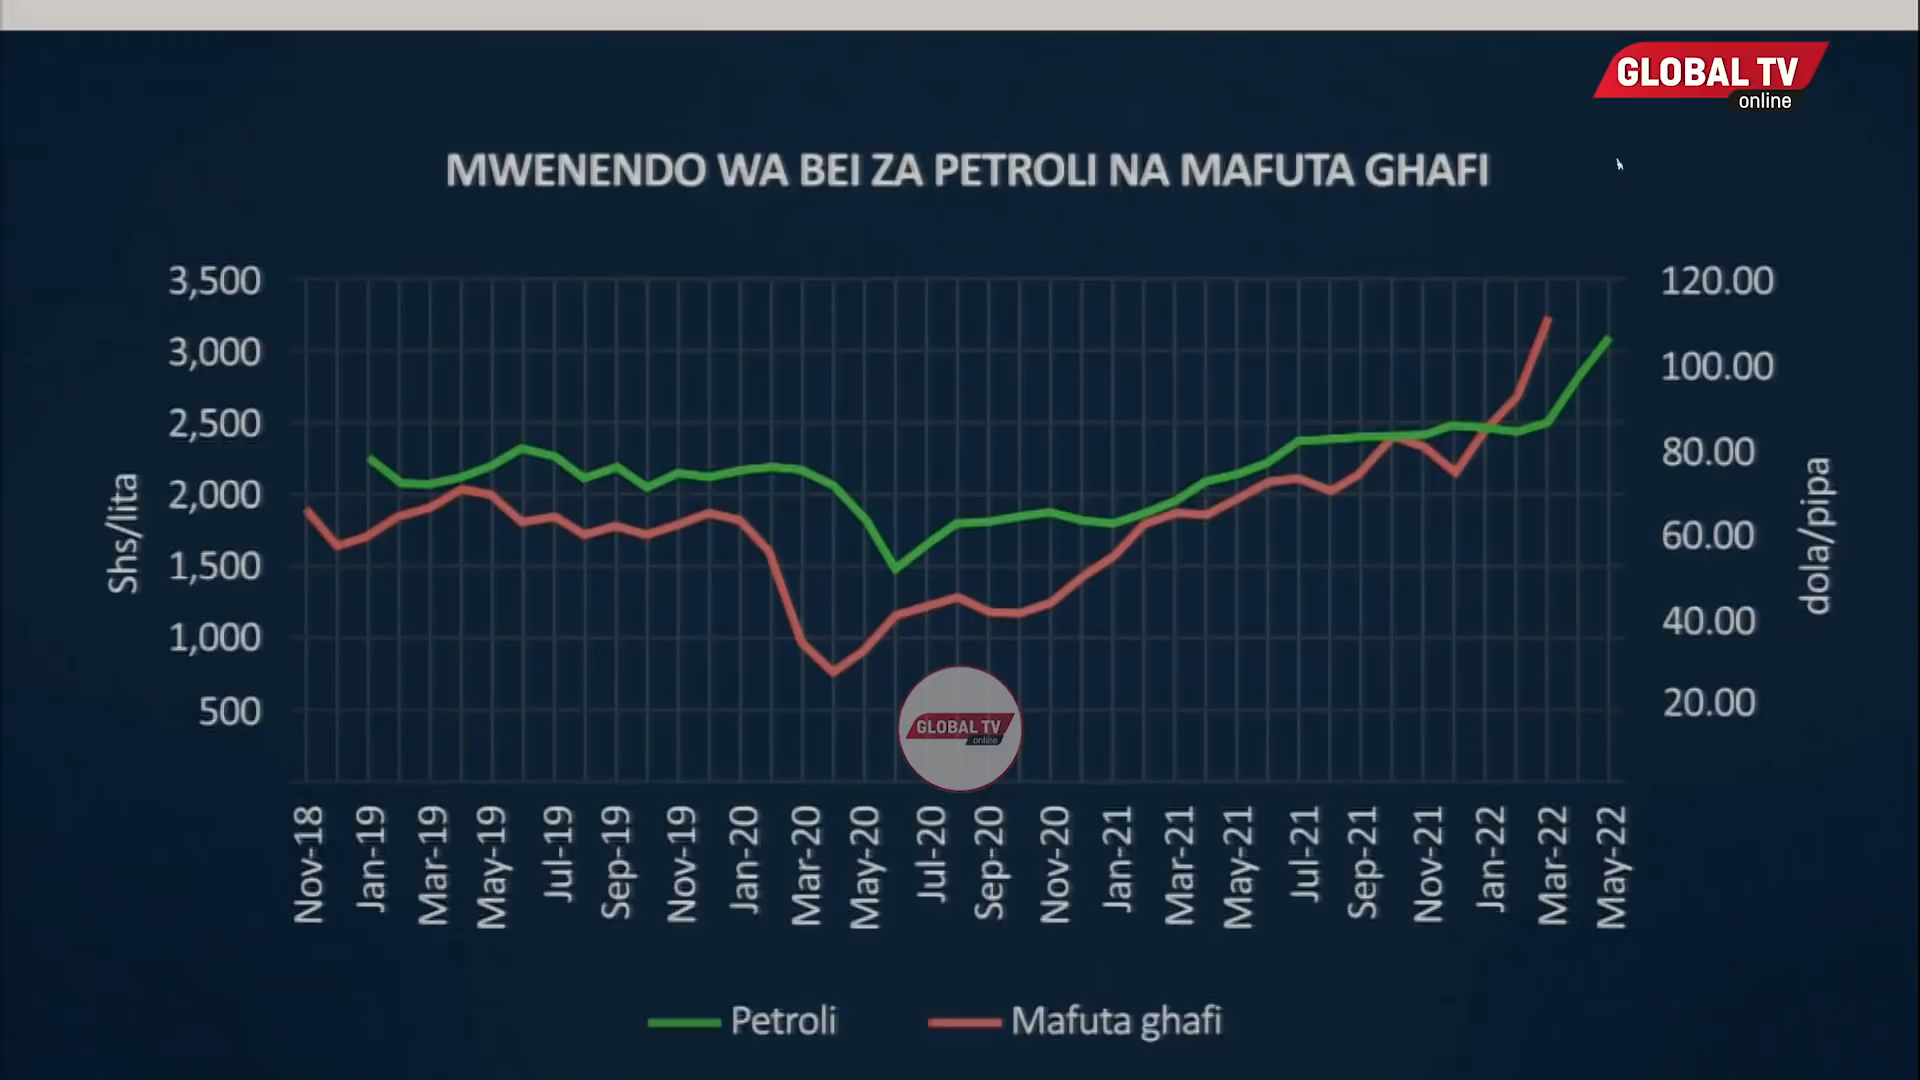 GLOBAL TV
online
MWENENDO WA BEI ZA PETROLI NA MAFUTA GHAFI
3,500
3,000
2,500
2,000
1,500
1,000
500
Shs/lita
120.00
100.00
80.00
60.00
40.00
20.00
dola/pipa
GLOBAL TV
online
Nov-18
Jan-19
Mar-19
May-19
Jul-19
Sep-19
Nov-19
Jan-20
Mar-20
May-20
Jul-20
Sep-20
Nov-20
Jan-21
Mar-21
May-21
Jul-21
Sep-21
Nov-21
Jan-22
Mar-22
May-22
Petroli
Mafuta ghafi